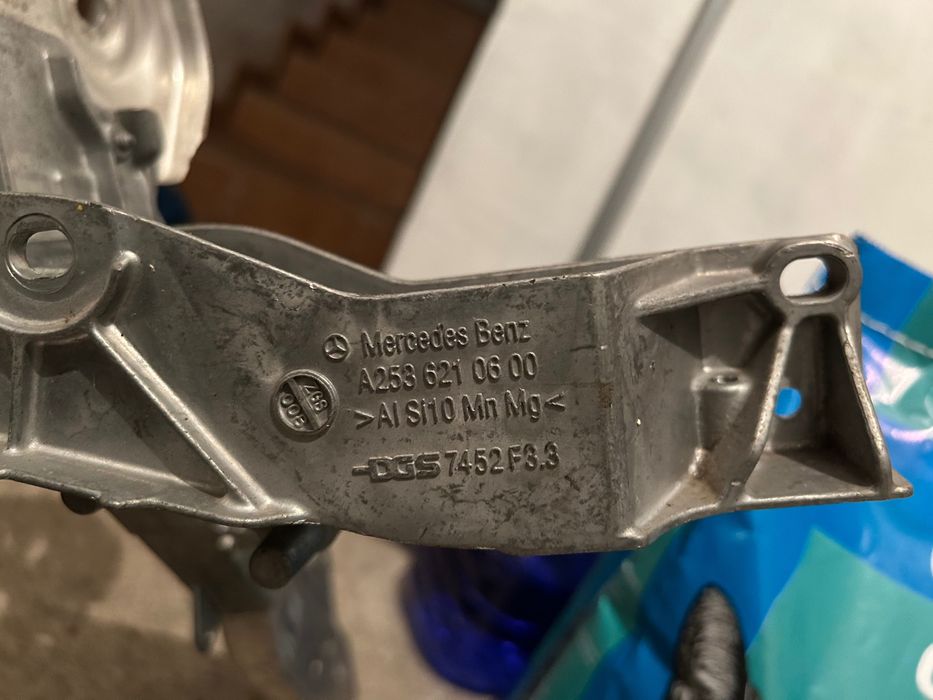 Mercedes Benz
A253 621 06 00
>Al Si10 Mn Mg<
DGS 7452 F3.3